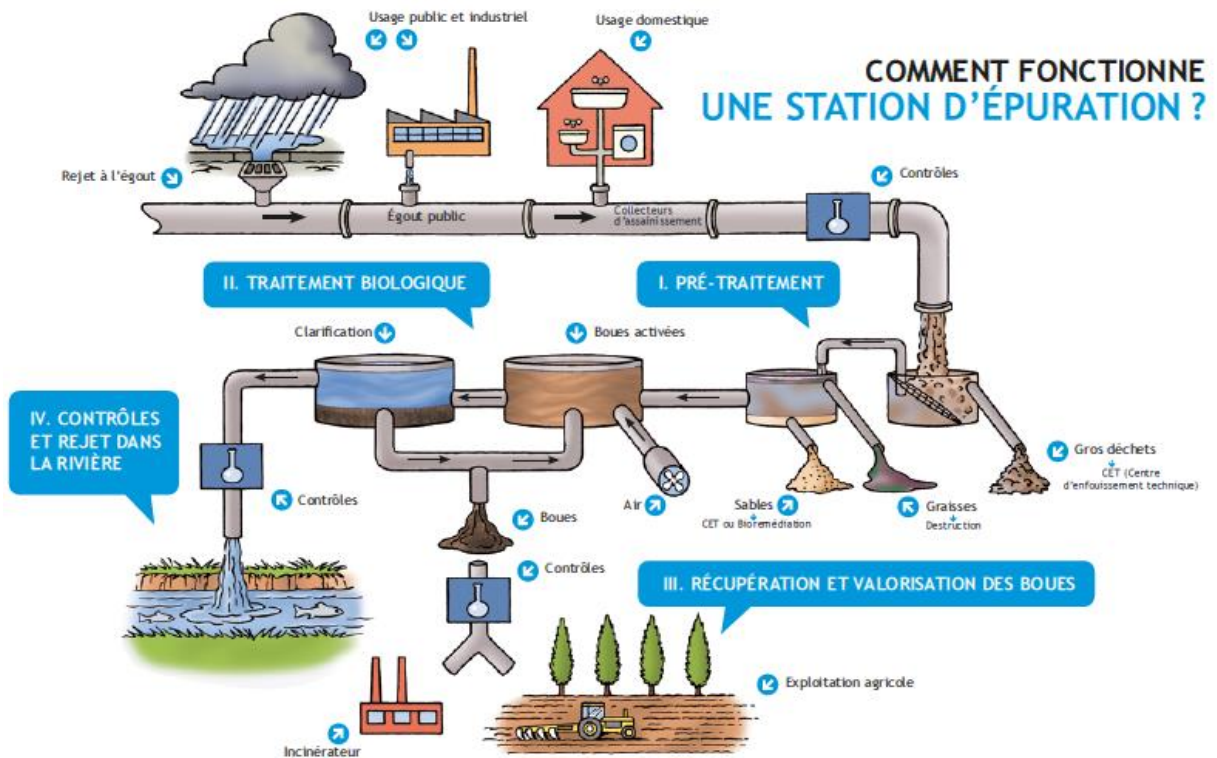 Usage public et industriel
Usage domestique
COMMENT FONCTIONNE
UNE STATION D'ÉPURATION ?
Rejet à l'égout
Contrôles
Égout public
Collecteurs
d'assainissement
II. TRAITEMENT BIOLOGIQUE
I. PRÉ-TRAITEMENT
Clarification
Boues activées
IV. CONTRÔLES
ET REJET DANS
LA RIVIÈRE
Gros déchets
CET (Centre
d'enfouissement technique)
Contrôles
Boues
Air
Sables
CET ou Bioremédiation
Graisses
Destruction
Contrôles
III. RÉCUPÉRATION ET VALORISATION DES BOUES
Exploitation agricole
Incinérateur